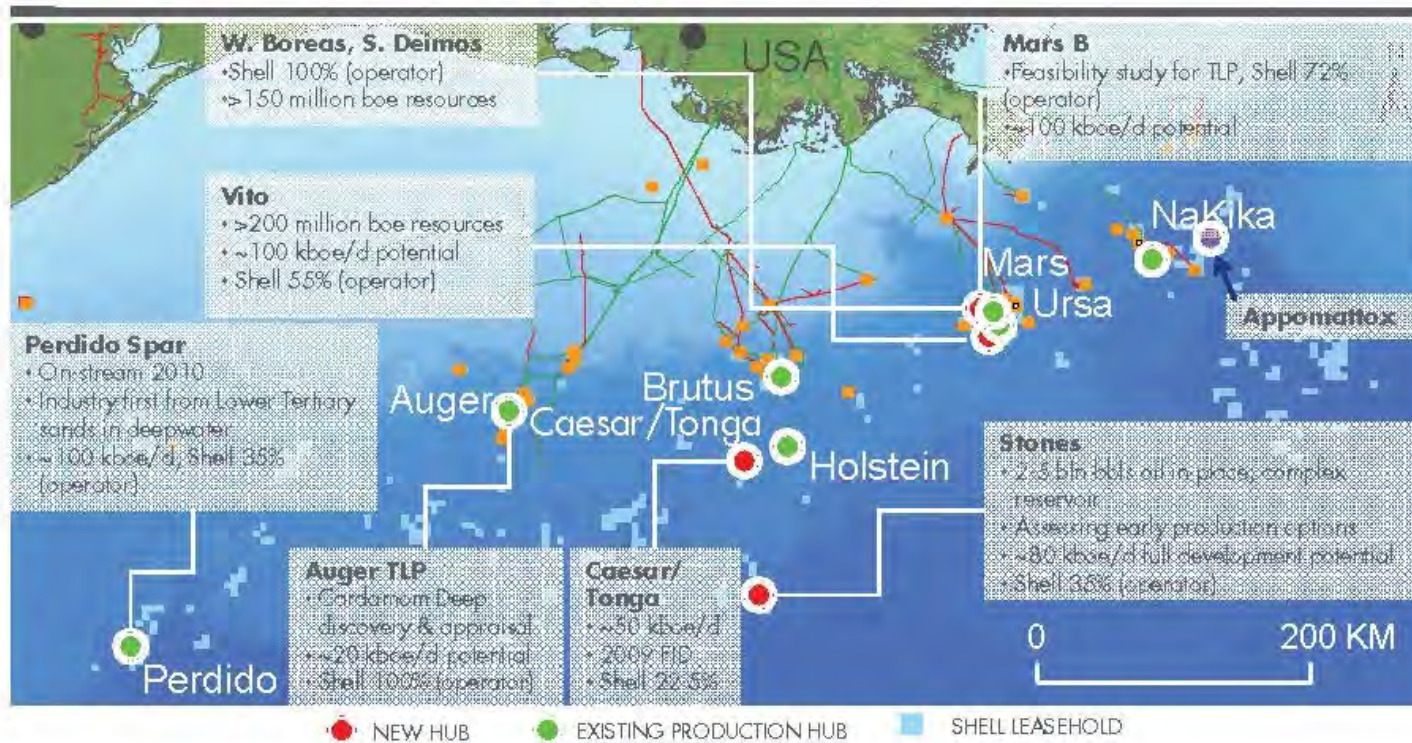 W. Boreas, S. Deimos
•Shell 100% (operator)
•>150 million boe resources
USA
Mars B
•Feasibility study for TLP, Shell 72%
(operator)
•~100 kboe/d potential
Vito
• >200 million boe resources
• ~100 kboe/d potential
• Shell 55% (operator)
NaKika
Mars
Ursa
Appomattox
Perdido Spar
• On-stream 2010
• Industry first from Lower Tertiary
sands in deepwater
• ~100 kboe/d, Shell 35%
(operator)
Auger
Brutus
Caesar/Tonga
Holstein
Stones
• 2-3 bln bbls oil in place, complex
reservoir
• Assessing early production options
• ~80 kboe/d full development potential
• Shell 35% (operator)
Auger TLP
• Cardamom Deep
discovery & appraisal
• ~20 kboe/d potential
• Shell 100% (operator)
Caesar/
Tonga
• ~50 kboe/d
• 2009 FID
• Shell 22.5%
Perdido
0 200 KM
NEW HUB EXISTING PRODUCTION HUB SHELL LEASEHOLD